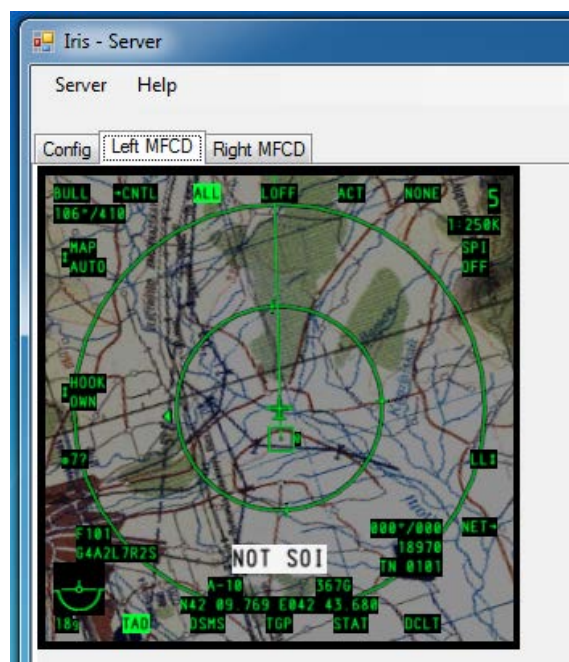 Iris - Server
Server Help
Config Left MFCD Right MFCD
BULL →CNTL ALL LOFF ACT NONE 5
106°/410 1:250K
MAP SPI
AUTO OFF
HOOK
OWN
N
7? LL
F101 000°/000 NET→
G4A2L7R2S 18970
NOT SOI TN 0101
A-10 367G
N42 09.769 E042 43.680
TAD DSMS TGP STAT DCLT